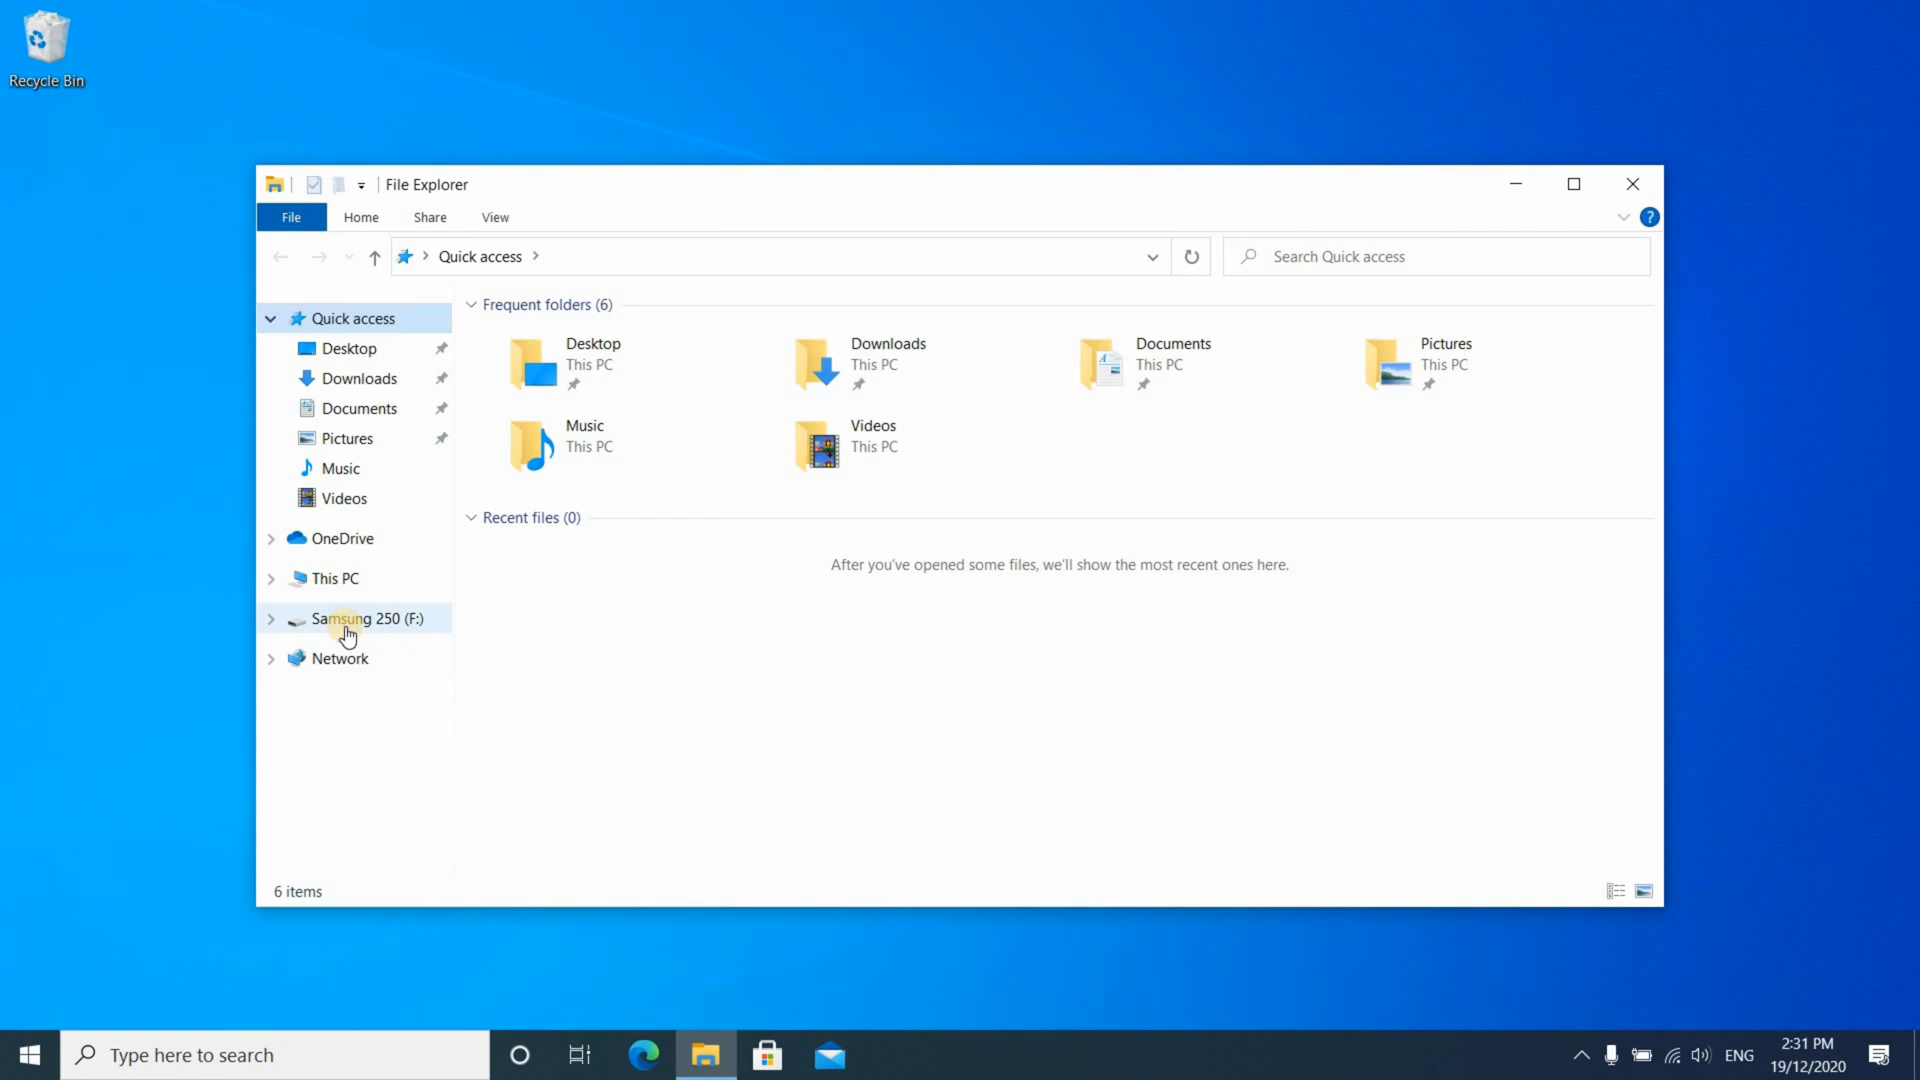 Recycle Bin
File Explorer
File Home Share View
Quick access
Search Quick access
Quick access
Desktop
Downloads
Documents
Pictures
Music
Videos
OneDrive
This PC
Samsung 250 (F:)
Network
Frequent folders (6)
Desktop
This PC
Downloads
This PC
Documents
This PC
Pictures
This PC
Music
This PC
Videos
This PC
Recent files (0)
After you've opened some files, we'll show the most recent ones here.
6 items
Type here to search
ENG
2:31 PM
19/12/2020